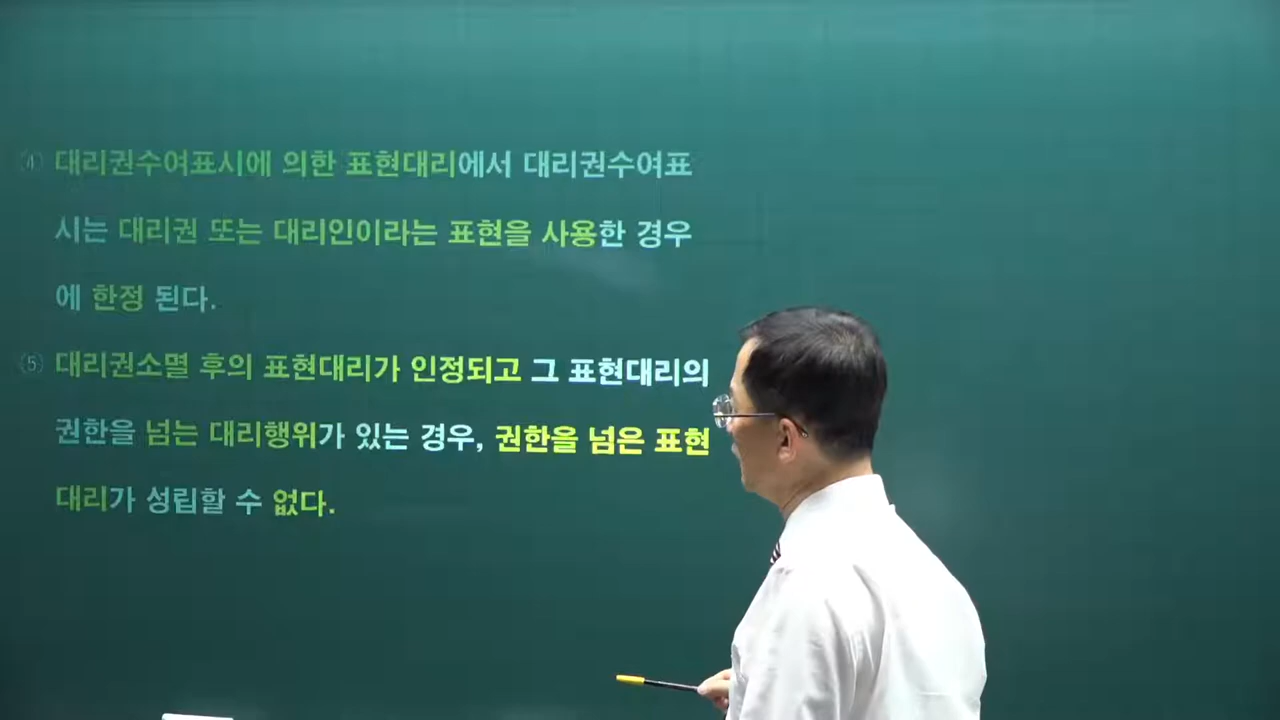 ④ 대리권수여표시에 의한 표현대리에서 대리권수여표
시는 대리권 또는 대리인이라는 표현을 사용한 경우
에 한정 된다.
⑤ 대리권소멸 후의 표현대리가 인정되고 그 표현대리의
권한을 넘는 대리행위가 있는 경우, 권한을 넘은 표현
대리가 성립할 수 없다.